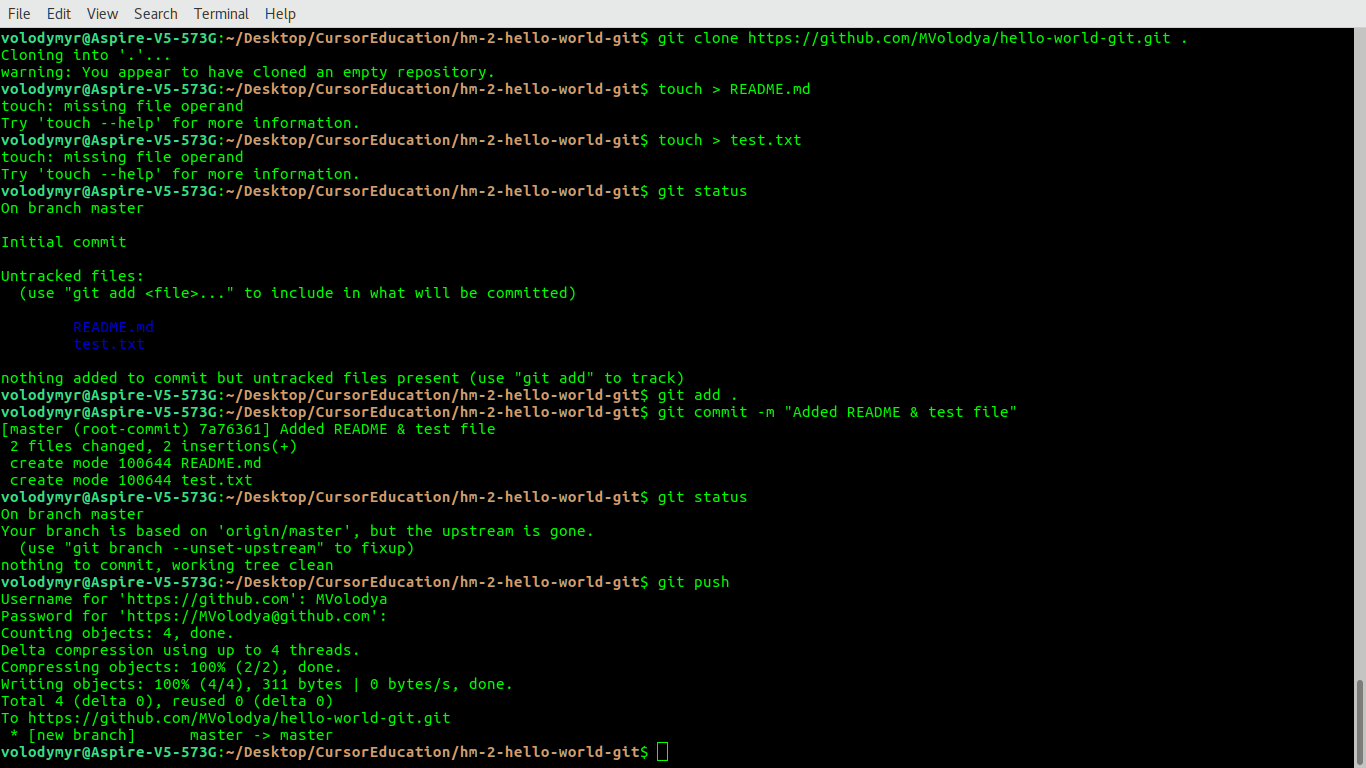 File Edit View Search Terminal Help
volodymyr@Aspire-V5-573G:~/Desktop/CursorEducation/hm-2-hello-world-git$ git clone https://github.com/MVolodya/hello-world-git.git .
Cloning into '.'...
warning: You appear to have cloned an empty repository.
volodymyr@Aspire-V5-573G:~/Desktop/CursorEducation/hm-2-hello-world-git$ touch > README.md
touch: missing file operand
Try 'touch --help' for more information.
volodymyr@Aspire-V5-573G:~/Desktop/CursorEducation/hm-2-hello-world-git$ touch > test.txt
touch: missing file operand
Try 'touch --help' for more information.
volodymyr@Aspire-V5-573G:~/Desktop/CursorEducation/hm-2-hello-world-git$ git status
On branch master
Initial commit
Untracked files:
  (use "git add <file>..." to include in what will be committed)
        README.md
        test.txt
nothing added to commit but untracked files present (use "git add" to track)
volodymyr@Aspire-V5-573G:~/Desktop/CursorEducation/hm-2-hello-world-git$ git add .
volodymyr@Aspire-V5-573G:~/Desktop/CursorEducation/hm-2-hello-world-git$ git commit -m "Added README & test file"
[master (root-commit) 7a76361] Added README & test file
 2 files changed, 2 insertions(+)
 create mode 100644 README.md
 create mode 100644 test.txt
volodymyr@Aspire-V5-573G:~/Desktop/CursorEducation/hm-2-hello-world-git$ git status
On branch master
Your branch is based on 'origin/master', but the upstream is gone.
  (use "git branch --unset-upstream" to fixup)
nothing to commit, working tree clean
volodymyr@Aspire-V5-573G:~/Desktop/CursorEducation/hm-2-hello-world-git$ git push
Username for 'https://github.com': MVolodya
Password for 'https://MVolodya@github.com':
Counting objects: 4, done.
Delta compression using up to 4 threads.
Compressing objects: 100% (2/2), done.
Writing objects: 100% (4/4), 311 bytes | 0 bytes/s, done.
Total 4 (delta 0), reused 0 (delta 0)
To https://github.com/MVolodya/hello-world-git.git
 * [new branch]      master -> master
volodymyr@Aspire-V5-573G:~/Desktop/CursorEducation/hm-2-hello-world-git$